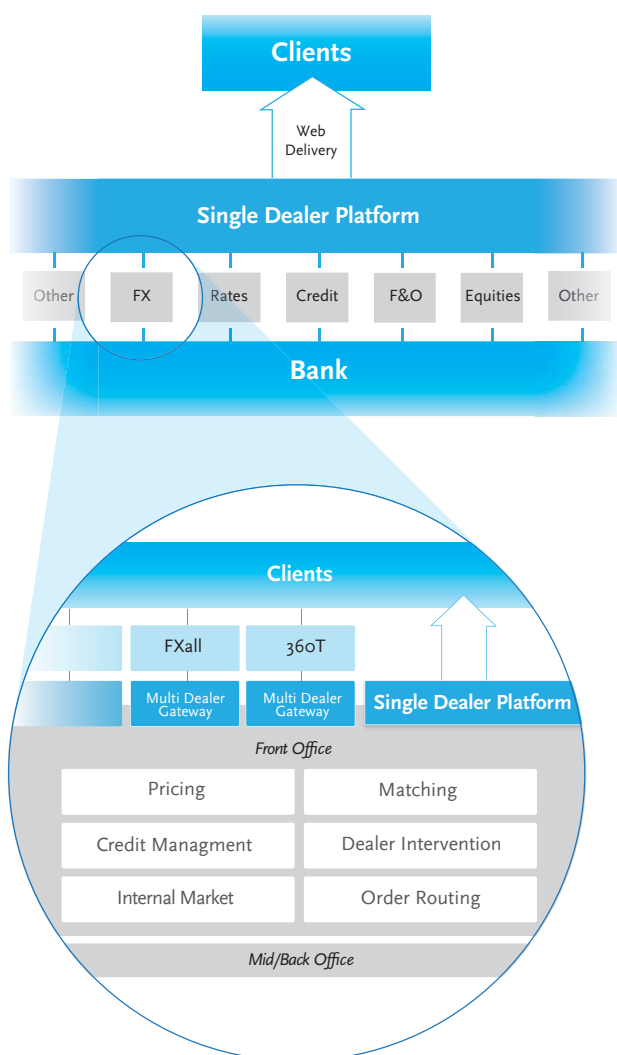 Clients
Web
Delivery
Single Dealer Platform
Other
FX
Rates
Credit
F&O
Equities
Other
Bank
Clients
FXall
360T
Multi Dealer
Gateway
Multi Dealer
Gateway
Single Dealer Platform
Front Office
Pricing
Matching
Credit Managment
Dealer Intervention
Internal Market
Order Routing
Mid/Back Office